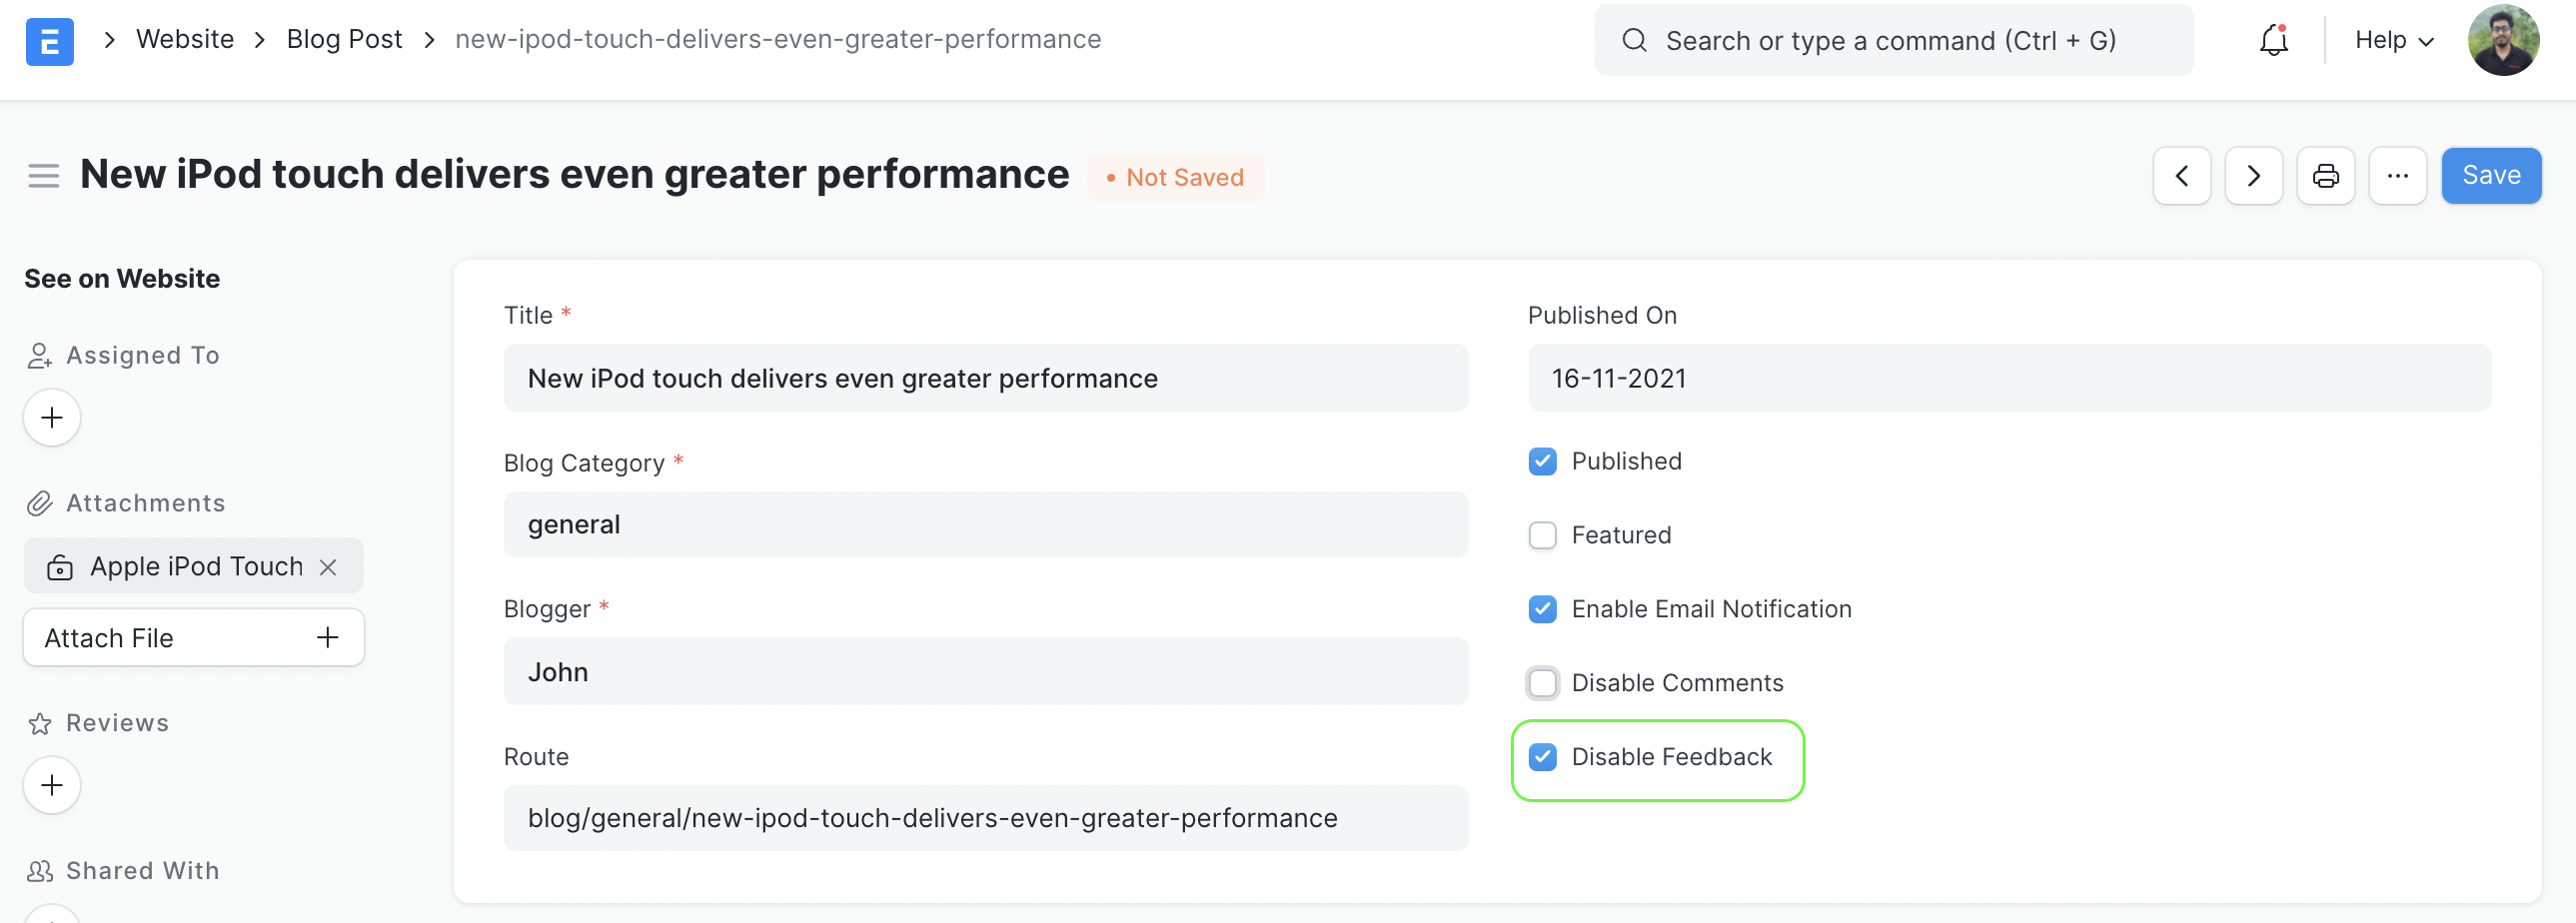 E
Website
Blog Post
new-ipod-touch-delivers-even-greater-performance
Search or type a command (Ctrl + G)
Help
New iPod touch delivers even greater performance
Not Saved
Save
See on Website
Assigned To
Attachments
Apple iPod Touch
Attach File
Reviews
Shared With
Title *
New iPod touch delivers even greater performance
Blog Category *
general
Blogger *
John
Route
blog/general/new-ipod-touch-delivers-even-greater-performance
Published On
16-11-2021
Published
Featured
Enable Email Notification
Disable Comments
Disable Feedback